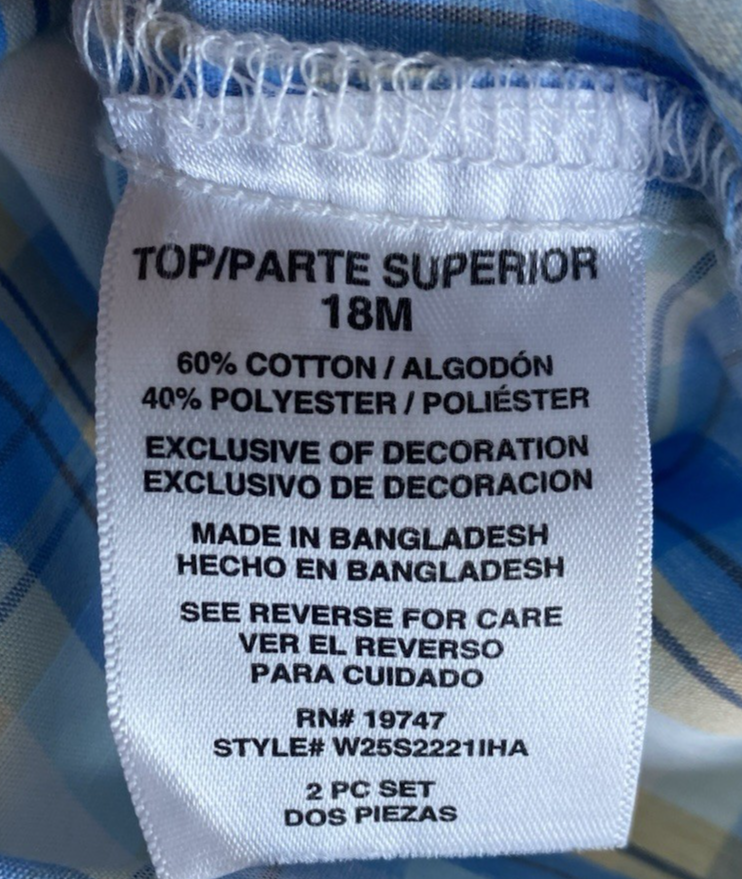 TOP/PARTE SUPERIOR
18M
60% COTTON / ALGODÓN
40% POLYESTER / POLIÉSTER
EXCLUSIVE OF DECORATION
EXCLUSIVO DE DECORACION
MADE IN BANGLADESH
HECHO EN BANGLADESH
SEE REVERSE FOR CARE
VER EL REVERSO
PARA CUIDADO
RN# 19747
STYLE# W25S2221IHA
2 PC SET
DOS PIEZAS